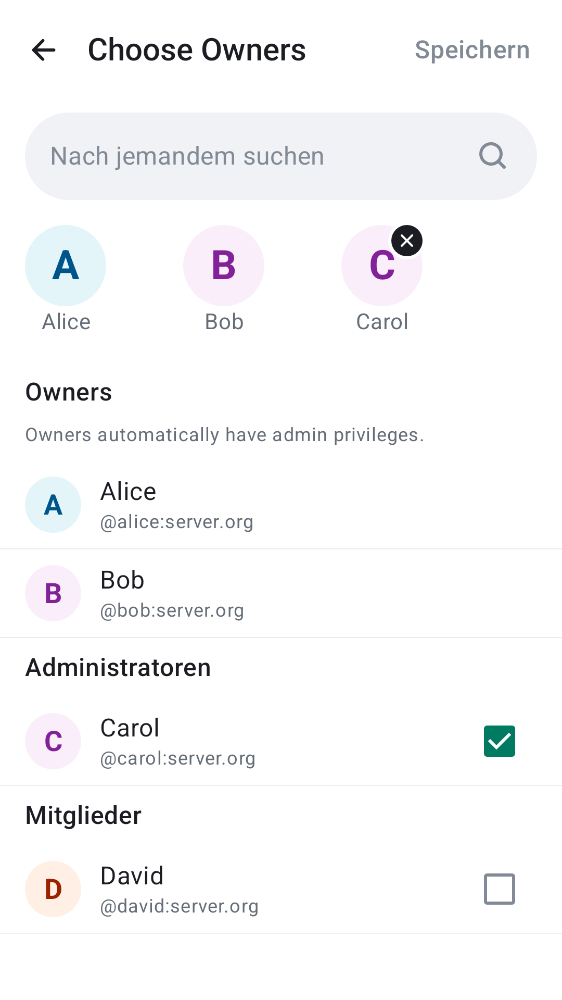 Choose Owners
Speichern
Nach jemandem suchen
A
B
C
Alice
Bob
Carol
Owners
Owners automatically have admin privileges.
A
Alice
@alice:server.org
B
Bob
@bob:server.org
Administratoren
C
Carol
@carol:server.org
Mitglieder
D
David
@david:server.org